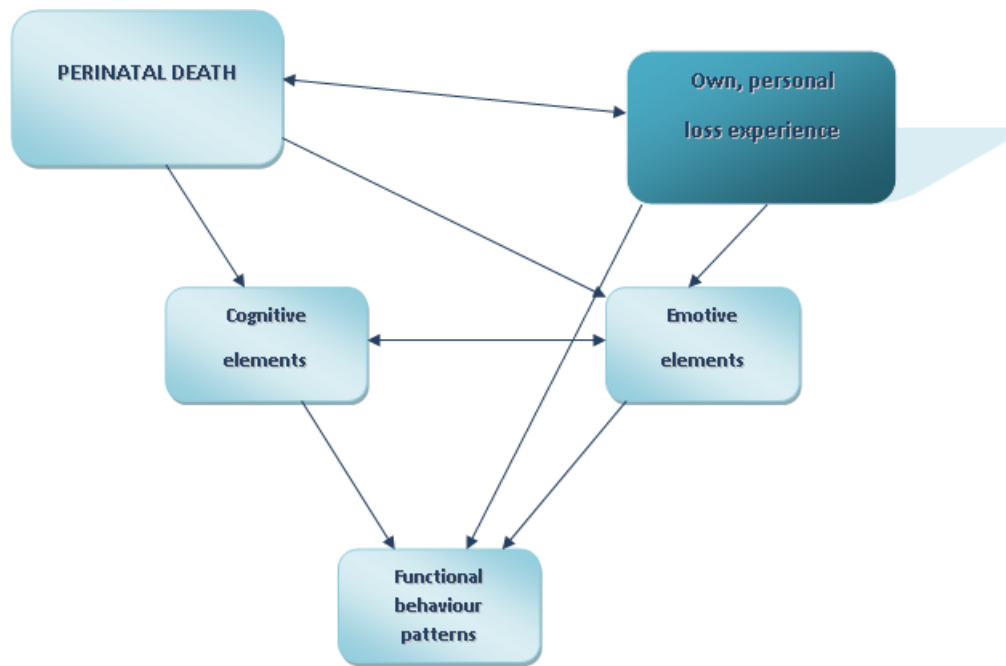 PERINATAL DEATH
Own, personal
loss experience
Cognitive
elements
Emotive
elements
Functional
behaviour
patterns